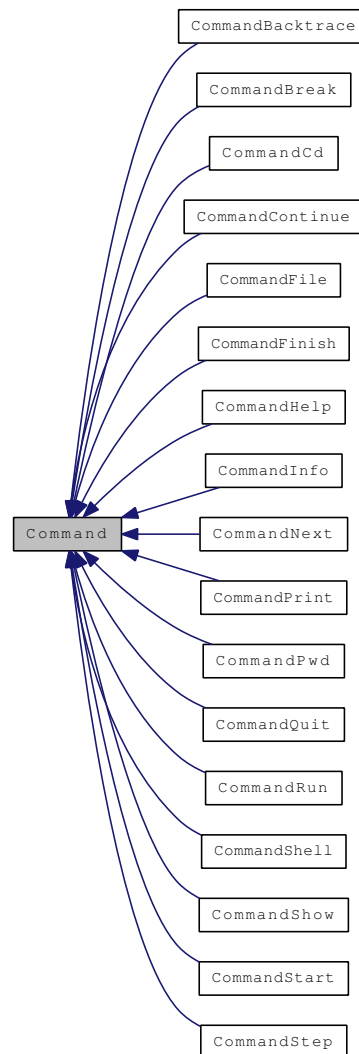 CommandBacktrace
CommandBreak
CommandCd
CommandContinue
CommandFile
CommandFinish
CommandHelp
CommandInfo
Command
CommandNext
CommandPrint
CommandPwd
CommandQuit
CommandRun
CommandShell
CommandShow
CommandStart
CommandStep